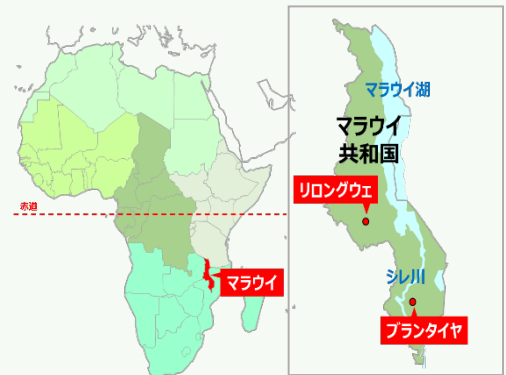 赤道
マラウイ
マラウイ湖
マラウイ
共和国
リロングウェ
シレ川
ブランタイヤ